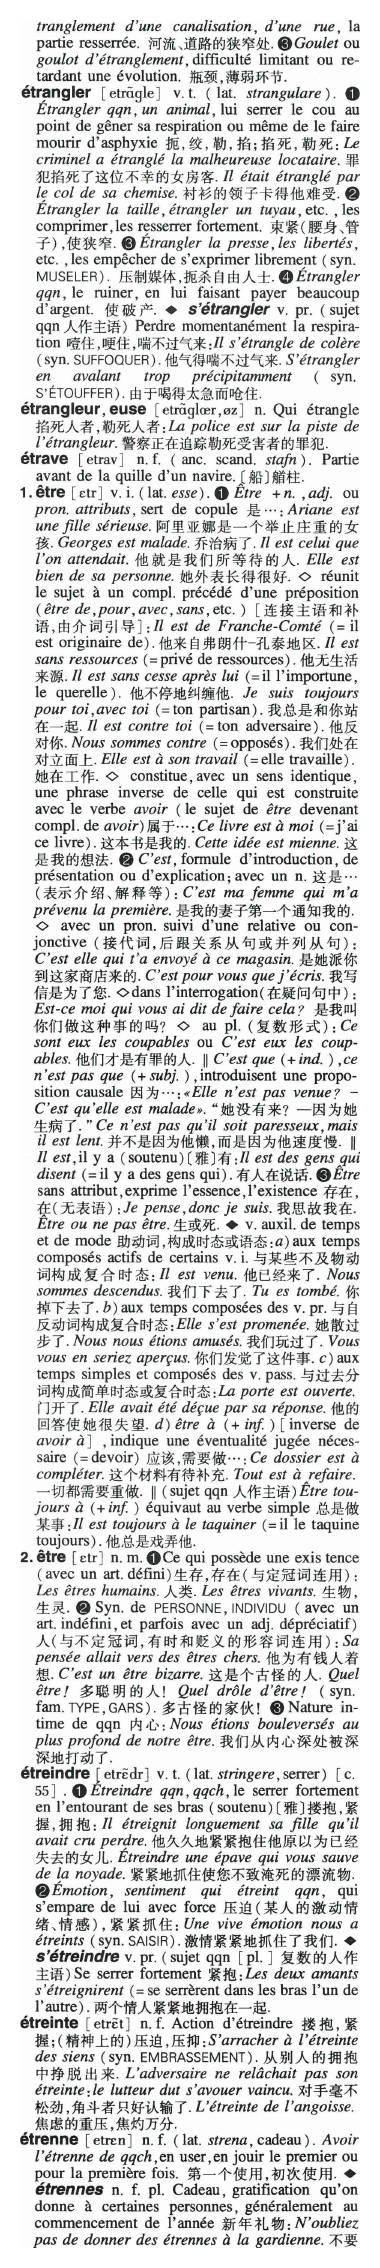 tranglement d'une canalisation, d'une rue, la
partie resserrée. 河流、道路的狭窄处. ❸ Goulet ou
goulot d'étranglement, difficulté limitant ou re-
tardant une évolution. 瓶颈,薄弱环节.
étrangler [etrɑ̃gle] v. t. ( lat. strangulare ). ❶
Étrangler qqn, un animal, lui serrer le cou au
point de gêner sa respiration ou même de le faire
mourir d'asphyxie 扼, 绞, 勒, 掐; 掐死, 勒死: Le
criminel a étranglé la malheureuse locataire. 罪
犯掐死了这位不幸的女房客. Il était étranglé par
le col de sa chemise. 衬衫的领子卡得他难受. ❷
Étrangler la taille, étrangler un tuyau, etc. , les
comprimer, les resserrer fortement. 束紧(腰身、管
子) ,使狭窄. ❸ Étrangler la presse, les libertés,
etc. , les empêcher de s'exprimer librement ( syn.
MUSELER) . 压制媒体,扼杀自由人士. ❹ Étrangler
qqn, le ruiner, en lui faisant payer beaucoup
d'argent. 使破产. ◆ s'étrangler v. pr. ( sujet
qqn 人作主语) Perdre momentanément la respira-
tion 噎住,哽住,喘不过气来: Il s'étrangle de colère
(syn. SUFFOQUER) . 他气得喘不过气来. S'étrangler
en avalant trop précipitamment ( syn.
S'ÉTOUFFER) . 由于喝得太急而呛住.
étrangleur, euse [etrɑ̃glœr,øz] n. Qui étrangle
掐死人者,勒死人者: La police est sur la piste de
l'étrangleur. 警察正在追踪勒死受害者的罪犯.
étrave [etrav] n. f. ( anc. scand. stafn ) . Partie
avant de la quille d'un navire. [船]艏柱.
1. être [etr] v. i. ( lat. esse) . ❶ Être +n. , adj. ou
pron. attributs, sert de copule 是…: Ariane est
une fille sérieuse. 阿里亚娜是一个举止庄重的女
孩. Georges est malade. 乔治病了. Il est celui que
l'on attendait. 他就是我们所等待的人. Elle est
bien de sa personne. 她外表长得很好. ◇ réunit
le sujet à un compl. précédé d'une préposition
(être de, pour, avec, sans, etc. ) [连接主语和补
语,由介词引导] : Il est de Franche-Comté (= il
est originaire de) . 他来自弗朗什-孔泰地区. Il est
sans ressources (= privé de ressources) . 他无生活
来源. Il est sans cesse après lui (= il l'importune,
le querelle) . 他不停地纠缠他. Je suis toujours
pour toi, avec toi (= ton partisan) . 我总是和你站
在一起. Il est contre toi (= ton adversaire) . 他反
对你. Nous sommes contre (= opposés) . 我们处在
对立面上. Elle est à son travail (= elle travaille) .
她在工作. ◇ constitue, avec un sens identique,
une phrase inverse de celle qui est construite
avec le verbe avoir ( le sujet de être devenant
compl. de avoir) 属于…: Ce livre est à moi (= j'ai
ce livre) . 这本书是我的. Cette idée est mienne. 这
是我的想法. ❷ C'est, formule d'introduction, de
présentation ou d'explication; avec un n. 这是…
(表示介绍、解释等) : C'est ma femme qui m'a
prévenu la première. 是我的妻子第一个通知我的.
◇ avec un pron. suivi d'une relative ou con-
jonctive ( 接代词,后跟关系从句或并列从句) :
C'est elle qui t'a envoyé à ce magasin. 是她派你
到这家商店来的. C'est pour vous que j'écris. 我写
信是为了您. ◇ dans l'interrogation(在疑问句中) :
Est-ce moi qui vous ai dit de faire cela? 是我叫
你们做这种事的吗? ◇ au pl. (复数形式) : Ce
sont eux les coupables ou C'est eux les coup-
ables. 他们才是有罪的人. ‖ C'est que (+ ind. ) , ce
n'est pas que (+ subj. ) , introduisent une propo-
sition causale 因为…: «Elle n'est pas venue? –
C'est qu'elle est malade». “她没有来? —因为她
生病了. ” Ce n'est pas qu'il soit paresseux, mais
il est lent. 并不是因为他懒,而是因为他速度慢. ‖
Il est, il y a (soutenu) [雅]有: Il est des gens qui
disent (= il y a des gens qui) . 有人在说话. ❸ Être
sans attribut, exprime l'essence, l'existence 存在,
在(无表语) : Je pense, donc je suis. 我思故我在.
Être ou ne pas être. 生或死. ◆ v. auxil. de temps
et de mode 助动词,构成时态或语态: a) aux temps
composés actifs de certains v. i. 与某些不及物动
词构成复合时态: Il est venu. 他已经来了. Nous
sommes descendus. 我们下去了. Tu es tombé. 你
掉下去了. b) aux temps composées des v. pr. 与自
反动词构成复合时态: Elle s'est promenée. 她散过
步了. Nous nous étions amusés. 我们玩过了. Vous
vous en seriez aperçus. 你们发觉了这件事. c) aux
temps simples et composés des v. pass. 与过去分
词构成简单时态或复合时态: La porte est ouverte.
门开了. Elle avait été déçue par sa réponse. 他的
回答使她很失望. d) être à (+ inf. ) [ inverse de
avoir à] , indique une éventualité jugée néces-
saire (= devoir) 应该,需要做…: Ce dossier est à
compléter. 这个材料有待补充. Tout est à refaire.
一切都需要重做. ‖ (sujet qqn 人作主语) Être tou-
jours à (+ inf. ) équivaut au verbe simple 总是做
某事: Il est toujours à le taquiner (= il le taquine
toujours) . 他总是戏弄他.
2. être [etr] n. m. ❶ Ce qui possède une exis tence
( avec un art. défini) 生存,存在(与定冠词连用) :
Les êtres humains. 人类. Les êtres vivants. 生物,
生灵. ❷ Syn. de PERSONNE, INDIVIDU ( avec un
art. indéfini, et parfois avec un adj. dépréciatif)
人(与不定冠词,有时和贬义的形容词连用) : Sa
pensée allait vers des êtres chers. 他为有钱人着
想. C'est un être bizarre. 这是个古怪的人. Quel
être! 多聪明的人! Quel drôle d'être! ( syn.
fam. TYPE, GARS) . 多古怪的家伙! ❸ Nature in-
time de qqn 内心: Nous étions bouleversés au
plus profond de notre être. 我们从内心深处被深
深地打动了.
étreindre [etrɛ̃dr] v. t. (lat. stringere, serrer) [c.
55] . ❶ Étreindre qqn, qqch, le serrer fortement
en l'entourant de ses bras (soutenu) [雅]搂抱,紧
握,拥抱: Il étreignit longuement sa fille qu'il
avait cru perdre. 他久久地紧紧抱住他原以为已经
失去的女儿. Étreindre une épave qui vous sauve
de la noyade. 紧紧地抓住使您不致淹死的漂流物.
❷ Émotion, sentiment qui étreint qqn, qui
s'empare de lui avec force 压迫(某人的激动情
绪、情感) , 紧紧抓住: Une vive émotion nous a
étreints (syn. SAISIR) . 激情紧紧地抓住了我们. ◆
s'étreindre v. pr. (sujet qqn [pl. ] 复数的人作
主语) Se serrer fortement 紧抱: Les deux amants
s'étreignirent (= se serrèrent dans les bras l'un de
l'autre) . 两个情人紧紧地拥抱在一起.
étreinte [etrɛ̃t] n. f. Action d'étreindre 搂抱,紧
握;(精神上的)压迫,压抑: S'arracher à l'étreinte
des siens (syn. EMBRASSEMENT) . 从别人的拥抱
中挣脱出来. L'adversaire ne relâchait pas son
étreinte: le lutteur dut s'avouer vaincu. 对手毫不
松劲,角斗者只好认输了. L'étreinte de l'angoisse.
焦虑的重压,焦灼万分.
étrenne [etrɛn] n. f. ( lat. strena, cadeau) . Avoir
l'étrenne de qqch, en user, en jouir le premier ou
pour la première fois. 第一个使用,初次使用. ◆
étrennes n. f. pl. Cadeau, gratification qu'on
donne à certaines personnes, généralement au
commencement de l'année 新年礼物: N'oubliez
pas de donner des étrennes à la gardienne. 不要